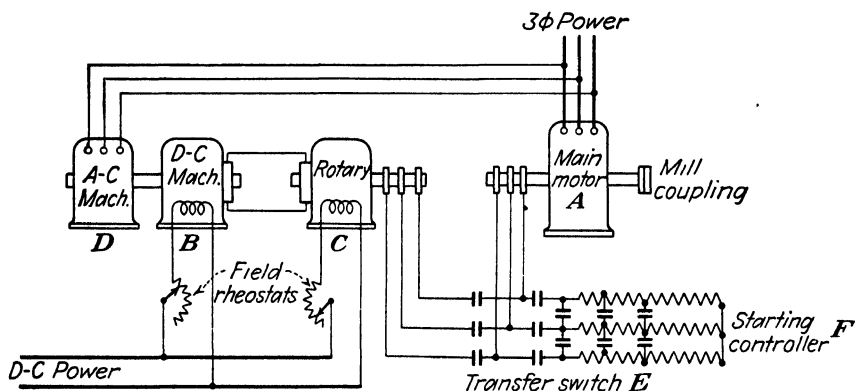 3ϕ Power
D-C
Mach.
A-C
Mach.
Rotary
Main
motor
A
Mill
coupling
D
B
C
Field
rheostats
D-C Power
Starting
controller F
Transfer switch E